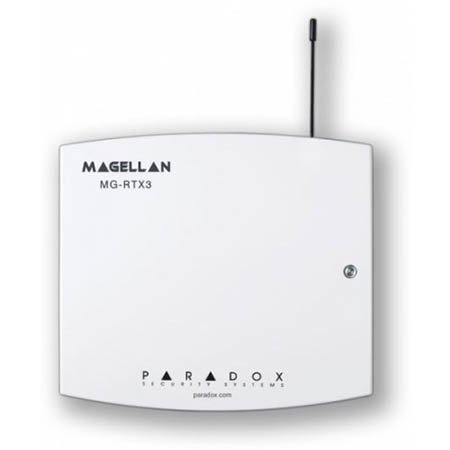 MAGELLAN
MG-RTX3
PARADOX
SECURITY SYSTEMS
paradox.com